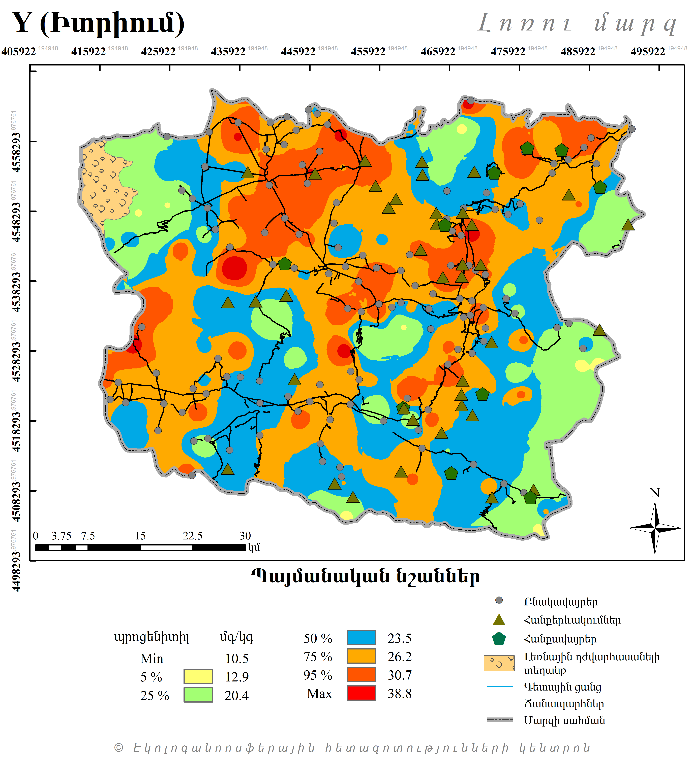 Y (Իտրիում)
Լոռու մարզ
405922 415922 425922 435922 445922 455922 465922 475922 485922 495922
4558293
4548293
4538293
4528293
4518293
4508293
4498293
N
0 3.75 7.5 15 22.5 30
կմ
Պայմանական նշաններ
պրոցենտիլ մգ/կգ
Min 10.5
5 % 12.9
25 % 20.4
50 % 23.5
75 % 26.2
95 % 30.7
Max 38.8
Բնակավայրեր
Հանքերևակումներ
Հանքավայրեր
Լեռնային դժվարհասանելի
տեղանք
Գետային ցանց
Ճանապարհներ
Մարզի սահման
© Էկոլոգանոոսֆերային հետազոտությունների կենտրոն